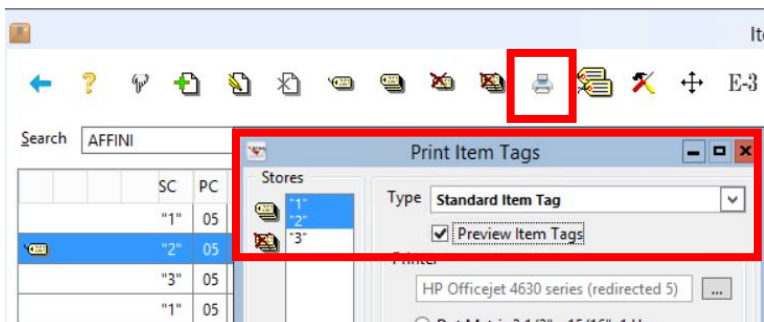 Ite
E-3
Search AFFINI
Print Item Tags
Stores
Type Standard Item Tag
"1"
"2"
"3"
Preview Item Tags
Printer
HP Officejet 4630 series (redirected 5) ...
SC PC
"1" 05
"2" 05
"3" 05
"1" 05